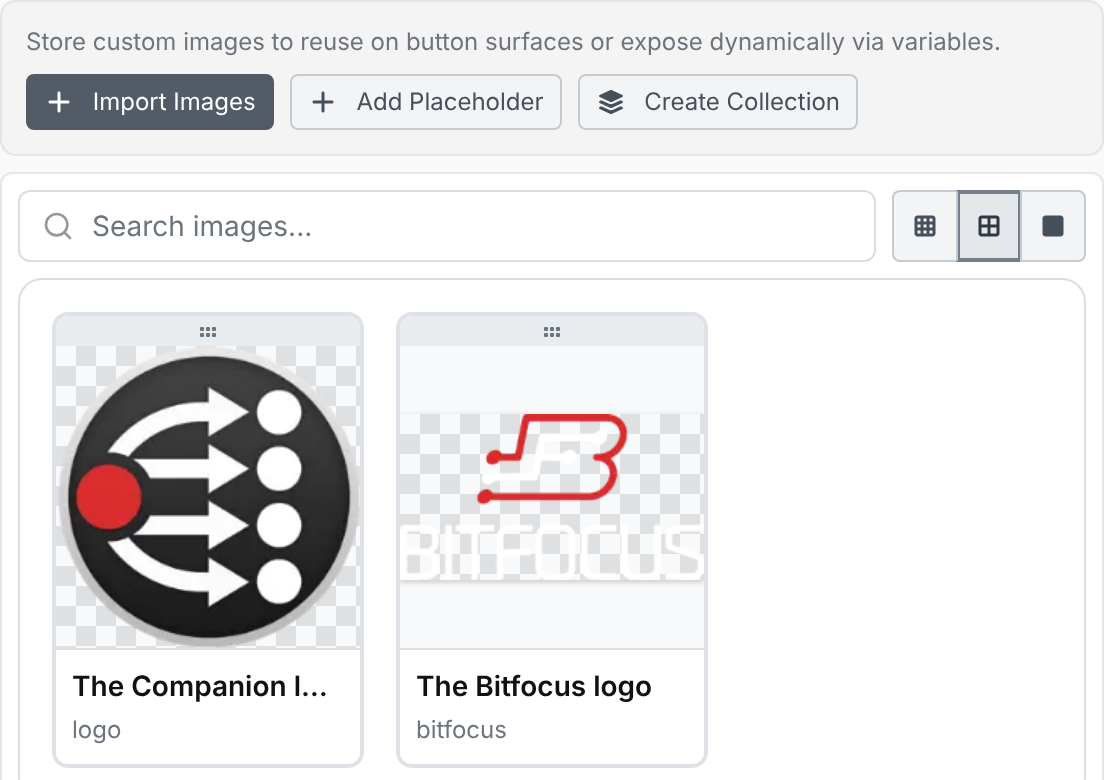 Store custom images to reuse on button surfaces or expose dynamically via variables.
Import Images
Add Placeholder
Create Collection
Search images...
BITFOCUS
The Companion l...
logo
The Bitfocus logo
bitfocus